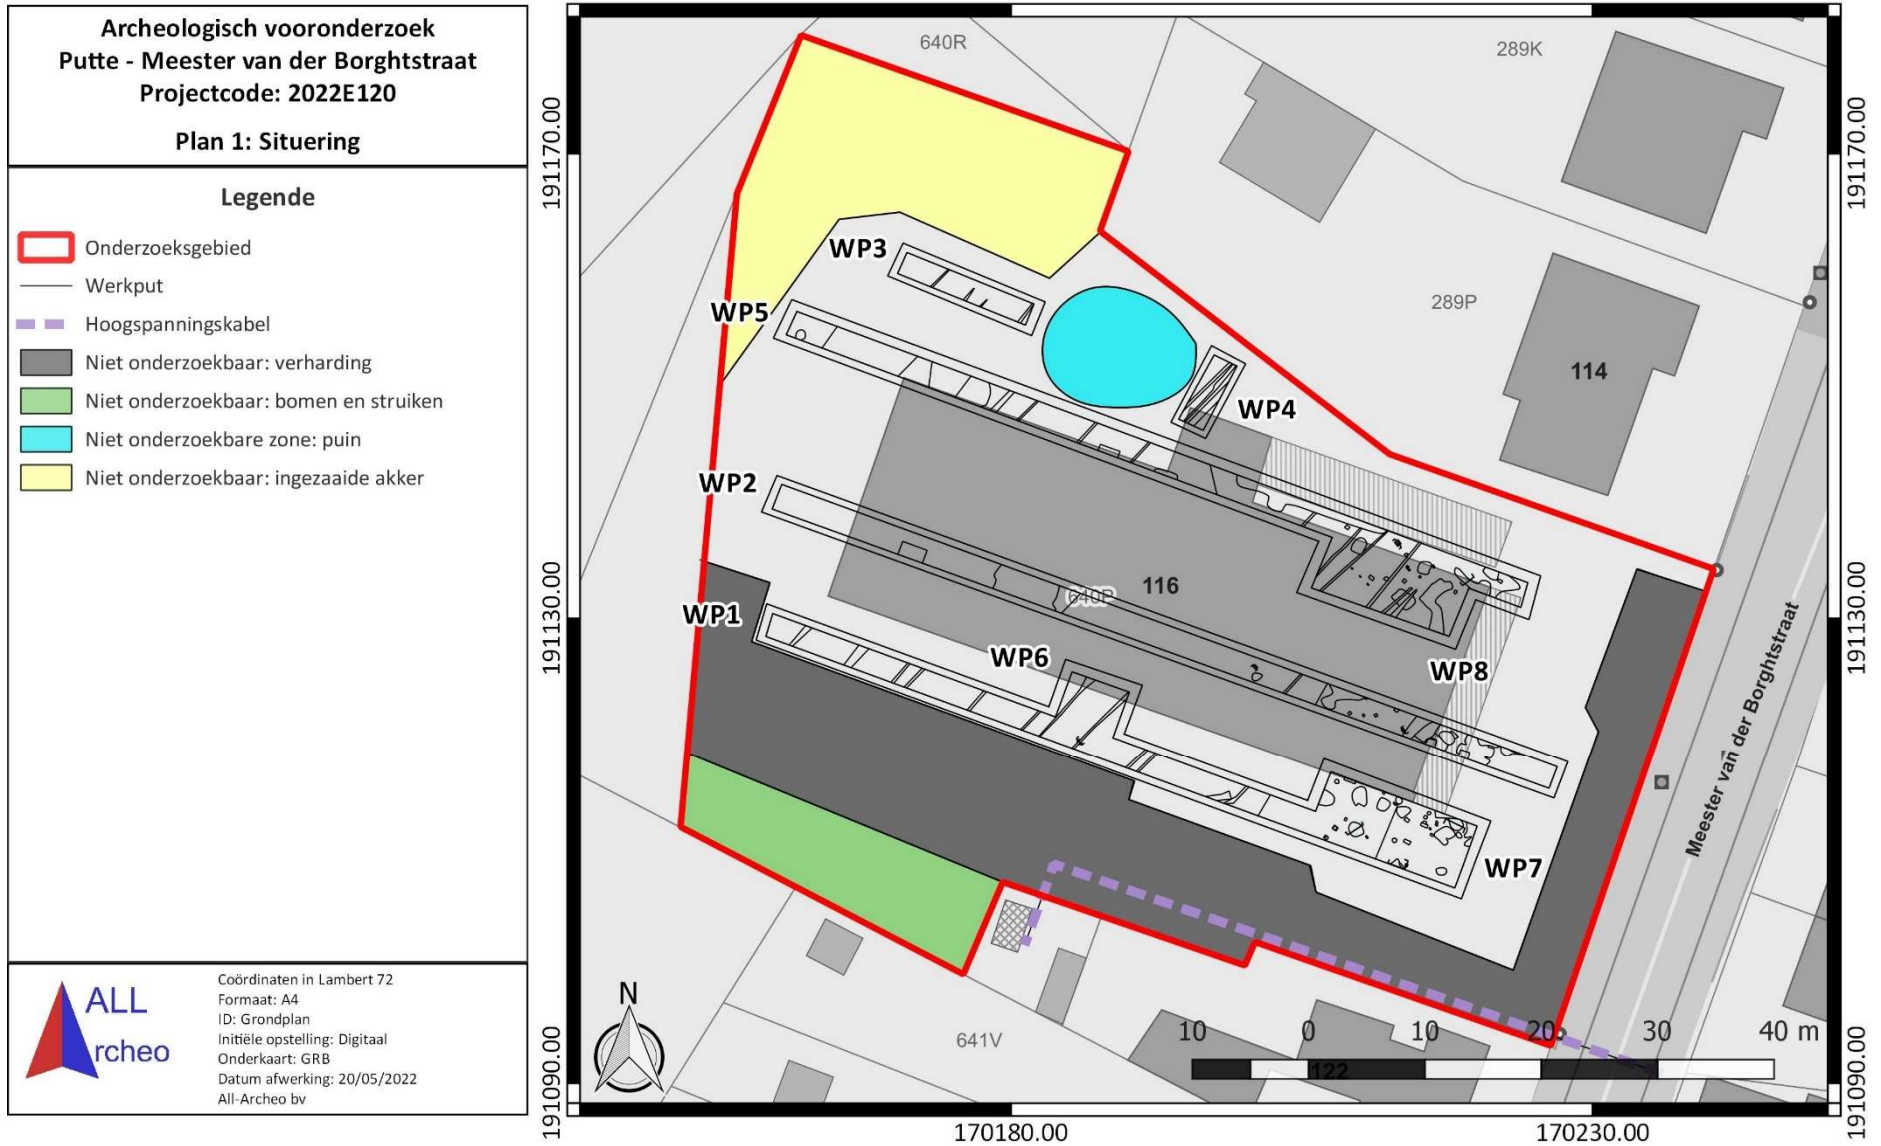 Archeologisch vooronderzoek
Putte - Meester van der Borghtstraat
Projectcode: 2022E120
Plan 1: Situering
Legende
Onderzoeksgebied
Werkput
Hoogspanningskabel
Niet onderzoekbaar: verharding
Niet onderzoekbaar: bomen en struiken
Niet onderzoekbare zone: puin
Niet onderzoekbaar: ingezaaide akker
ALL
rcheo
Coördinaten in Lambert 72
Formaat: A4
ID: Grondplan
Initiële opstelling: Digitaal
Onderkaart: GRB
Datum afwerking: 20/05/2022
All-Archeo bv
640R
289K
191170.00
191170.00
WP3
WP5
289P
114
WP4
WP2
191130.00
116
640P
191130.00
WP1
WP6
WP8
Meester van der Borghtstraat
WP7
N
641V
10 0 10 20 30 40 m
122
191090.00
191090.00
170180.00
170230.00